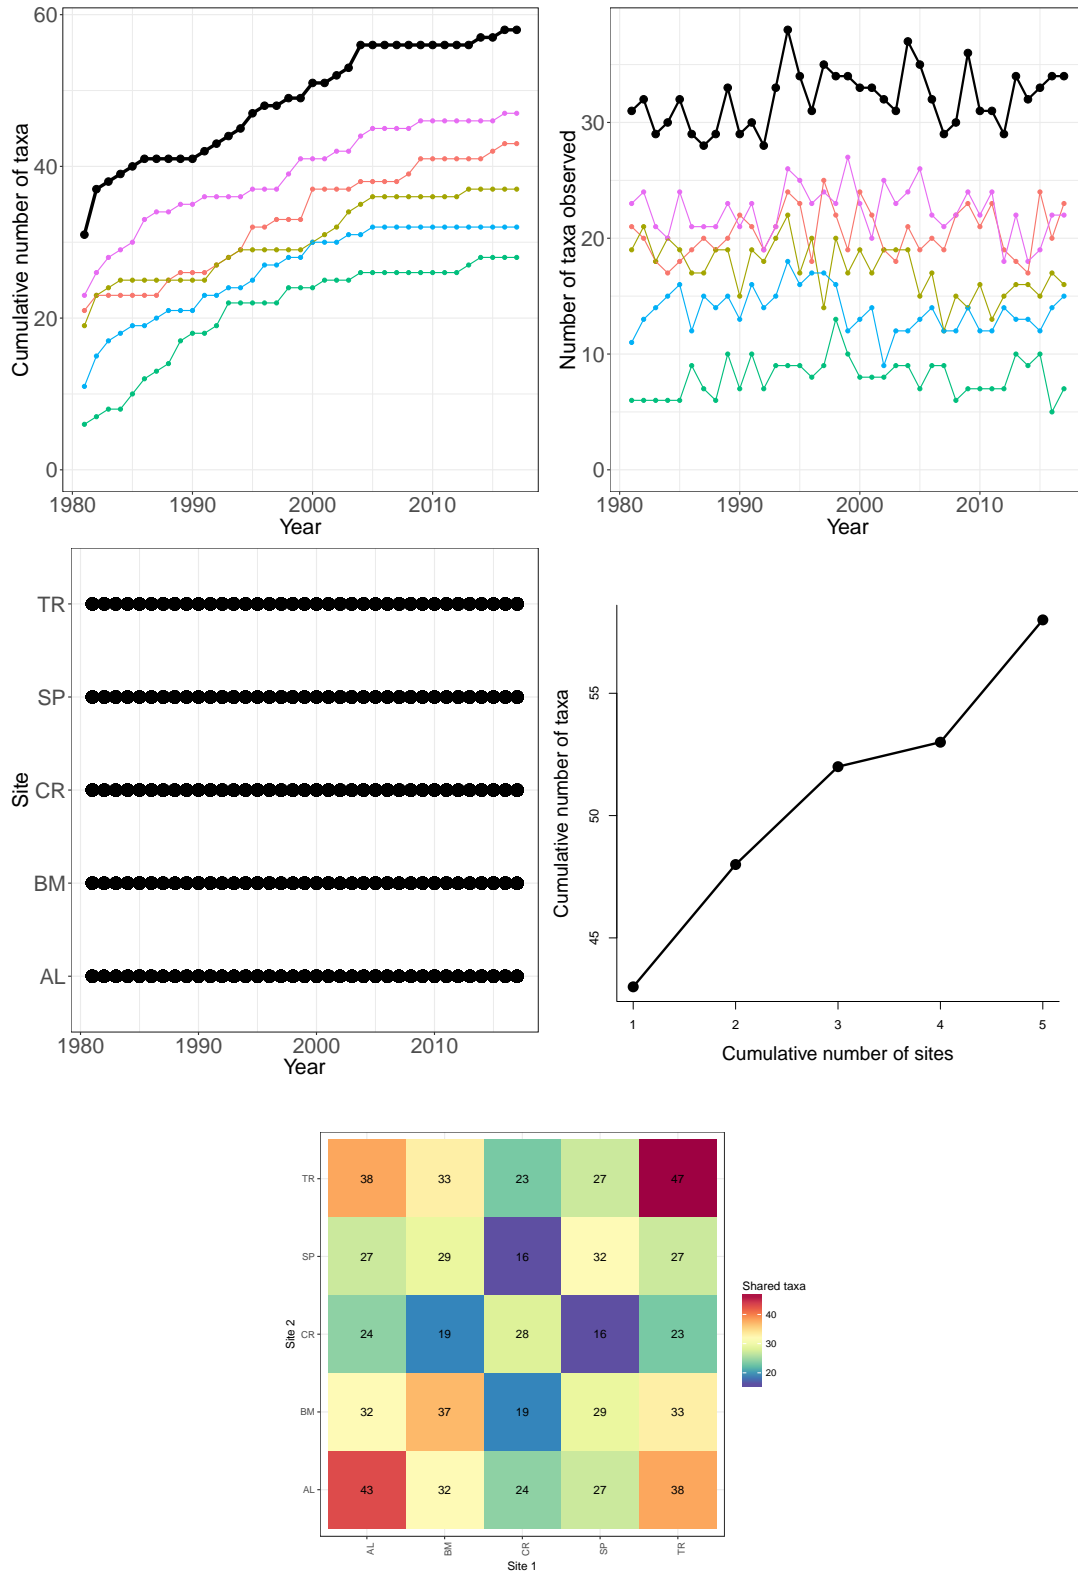 Cumulative number of taxa
60
40
20
0
1980 1990 2000 2010
Year
Number of taxa observed
30
20
10
0
1980 1990 2000 2010
Year
Site
TR
SP
CR
BM
AL
1980 1990 2000 2010
Year
Cumulative number of taxa
55
50
45
1 2 3 4 5
Cumulative number of sites
Site 2
TR 38 33 23 27 47
SP 27 29 16 32 27
CR 24 19 28 16 23
BM 32 37 19 29 33
AL 43 32 24 27 38
AL BM CR SP TR
Site 1
Shared taxa
40
30
20